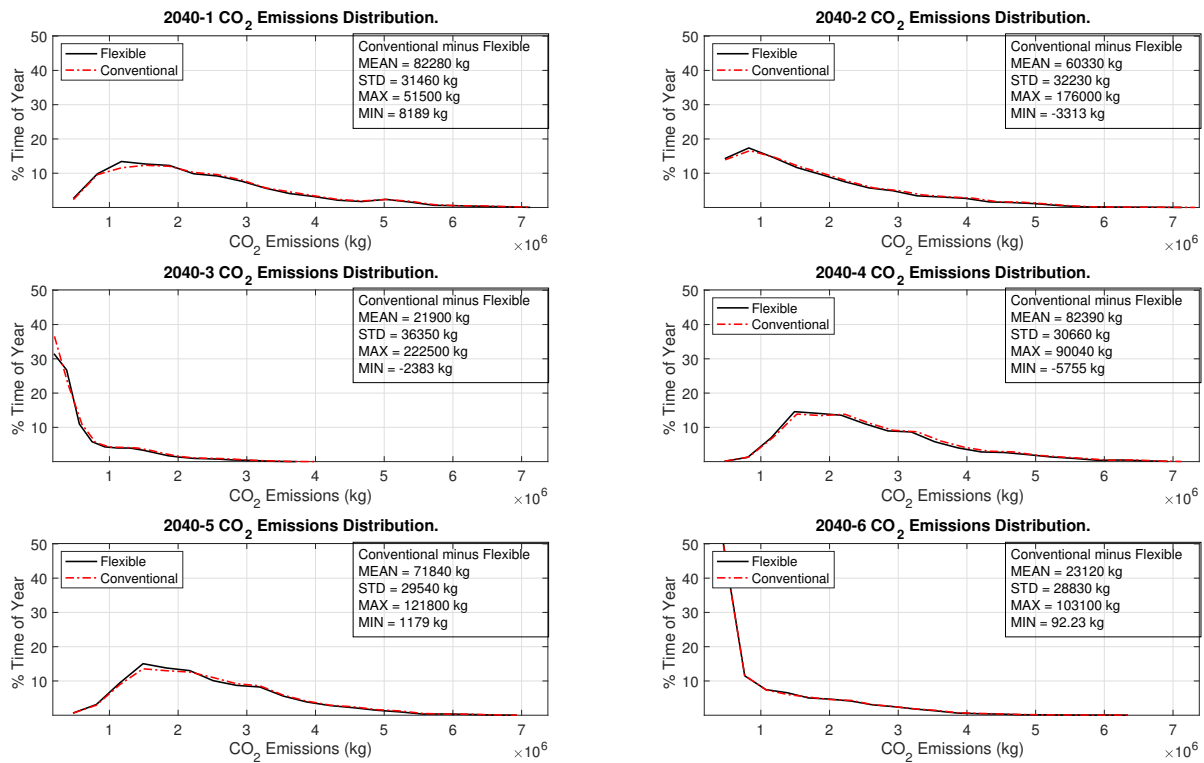 2040-1 CO2 Emissions Distribution.
50
40
30
20
10
% Time of Year
Flexible
Conventional
Conventional minus Flexible
MEAN = 82280 kg
STD = 31460 kg
MAX = 51500 kg
MIN = 8189 kg
1 2 3 4 5 6 7
CO2 Emissions (kg)
×10^6
2040-2 CO2 Emissions Distribution.
50
40
30
20
10
% Time of Year
Flexible
Conventional
Conventional minus Flexible
MEAN = 60330 kg
STD = 32230 kg
MAX = 176000 kg
MIN = -3313 kg
1 2 3 4 5 6 7
CO2 Emissions (kg)
×10^6
2040-3 CO2 Emissions Distribution.
50
40
30
20
10
% Time of Year
Flexible
Conventional
Conventional minus Flexible
MEAN = 21900 kg
STD = 36350 kg
MAX = 222500 kg
MIN = -2383 kg
1 2 3 4 5 6 7
CO2 Emissions (kg)
×10^6
2040-4 CO2 Emissions Distribution.
50
40
30
20
10
% Time of Year
Flexible
Conventional
Conventional minus Flexible
MEAN = 82390 kg
STD = 30660 kg
MAX = 90040 kg
MIN = -5755 kg
1 2 3 4 5 6 7
CO2 Emissions (kg)
×10^6
2040-5 CO2 Emissions Distribution.
50
40
30
20
10
% Time of Year
Flexible
Conventional
Conventional minus Flexible
MEAN = 71840 kg
STD = 29540 kg
MAX = 121800 kg
MIN = 1179 kg
1 2 3 4 5 6 7
CO2 Emissions (kg)
×10^6
2040-6 CO2 Emissions Distribution.
50
40
30
20
10
% Time of Year
Flexible
Conventional
Conventional minus Flexible
MEAN = 23120 kg
STD = 28830 kg
MAX = 103100 kg
MIN = 92.23 kg
1 2 3 4 5 6 7
CO2 Emissions (kg)
×10^6